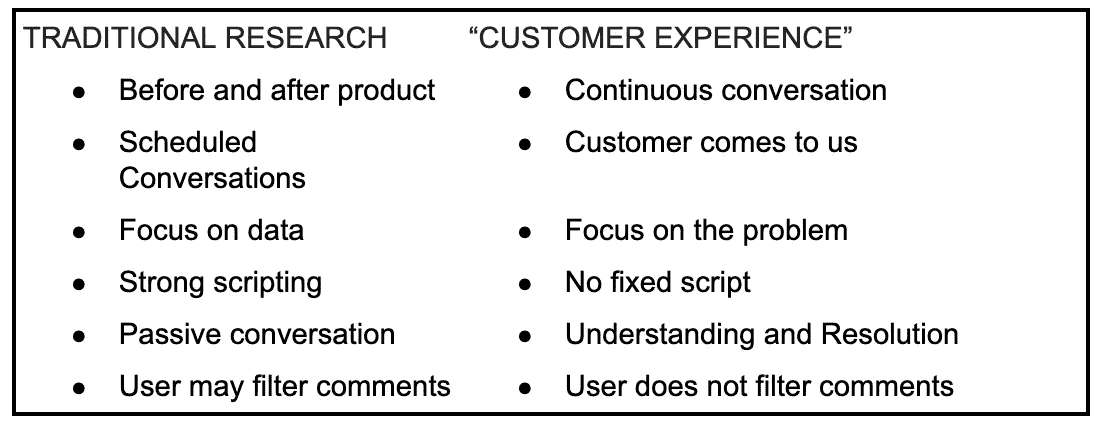 TRADITIONAL RESEARCH “CUSTOMER EXPERIENCE”
● Before and after product ● Continuous conversation
● Scheduled ● Customer comes to us
Conversations
● Focus on data ● Focus on the problem
● Strong scripting ● No fixed script
● Passive conversation ● Understanding and Resolution
● User may filter comments ● User does not filter comments